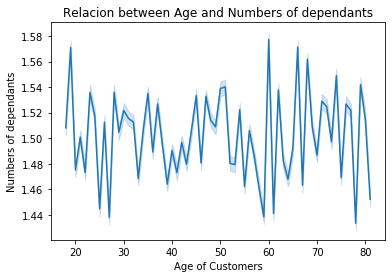 Relacion between Age and Numbers of dependants
1.58
1.56
1.54
1.52
1.50
1.48
1.46
1.44
Numbers of dependants
20 30 40 50 60 70 80
Age of Customers